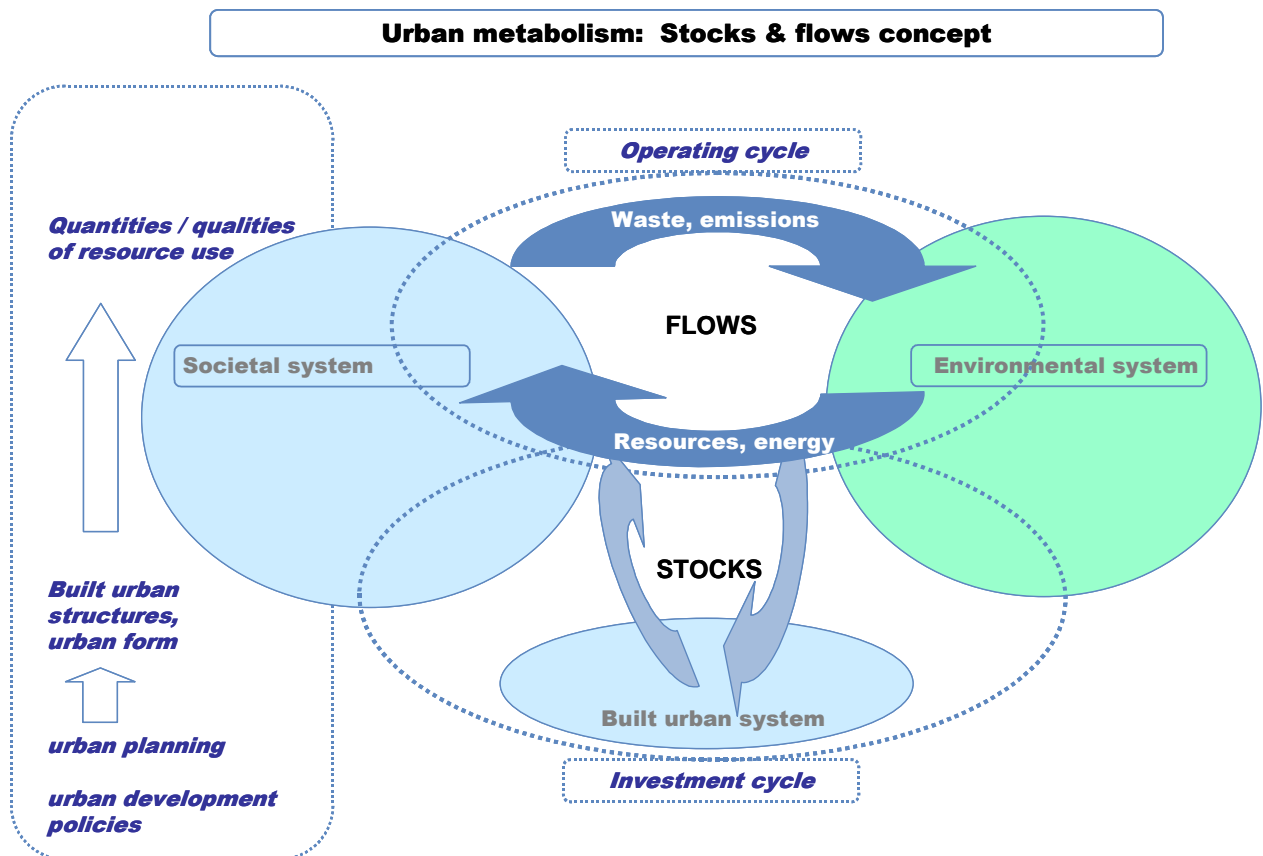 Urban metabolism:  Stocks & flows concept
Operating cycle
Quantities / qualities
of resource use
Waste, emissions
FLOWS
Societal system
Environmental system
Resources, energy
STOCKS
Built urban
structures,
urban form
Built urban system
urban planning
Investment cycle
urban development
policies